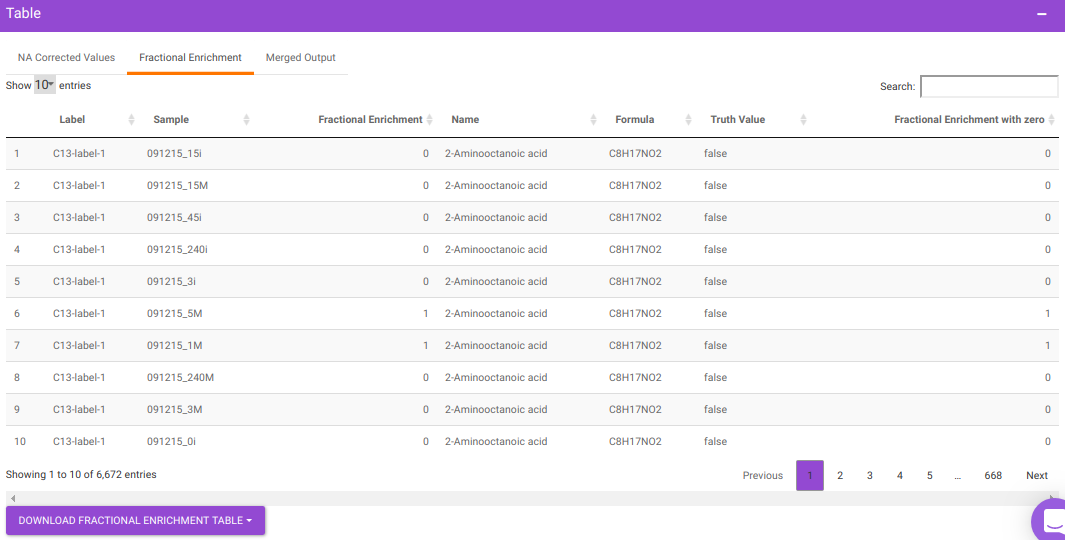 Table
NA Corrected Values Fractional Enrichment Merged Output
Show 10 entries Search:
Label Sample Fractional Enrichment Name Formula Truth Value Fractional Enrichment with zero
1 C13-label-1 091215_15i 0 2-Aminooctanoic acid C8H17NO2 false 0
2 C13-label-1 091215_15M 0 2-Aminooctanoic acid C8H17NO2 false 0
3 C13-label-1 091215_45i 0 2-Aminooctanoic acid C8H17NO2 false 0
4 C13-label-1 091215_240i 0 2-Aminooctanoic acid C8H17NO2 false 0
5 C13-label-1 091215_3i 0 2-Aminooctanoic acid C8H17NO2 false 0
6 C13-label-1 091215_5M 1 2-Aminooctanoic acid C8H17NO2 false 1
7 C13-label-1 091215_1M 1 2-Aminooctanoic acid C8H17NO2 false 1
8 C13-label-1 091215_240M 0 2-Aminooctanoic acid C8H17NO2 false 0
9 C13-label-1 091215_3M 0 2-Aminooctanoic acid C8H17NO2 false 0
10 C13-label-1 091215_0i 0 2-Aminooctanoic acid C8H17NO2 false 0
Showing 1 to 10 of 6,672 entries Previous 1 2 3 4 5 … 668 Next
DOWNLOAD FRACTIONAL ENRICHMENT TABLE